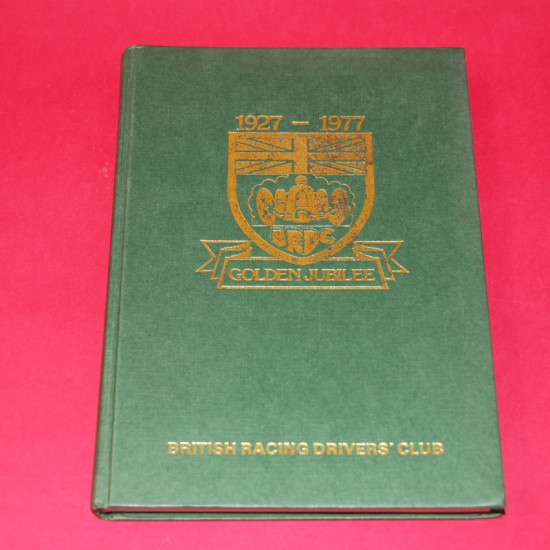 1927 — 1977
BRDC
GOLDEN JUBILEE
BRITISH RACING DRIVERS' CLUB